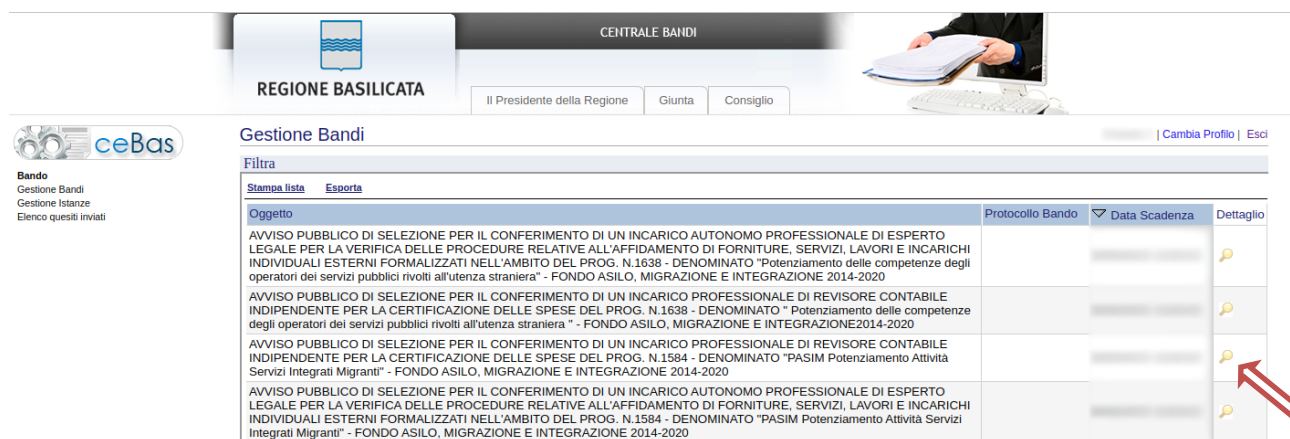 CENTRALE BANDI
REGIONE BASILICATA
Il Presidente della Regione Giunta Consiglio
ceBas
Gestione Bandi
| Cambia Profilo | Esci
Filtra
Bando
Gestione Bandi
Gestione Istanze
Elenco quesiti inviati
Stampa lista Esporta
Oggetto Protocollo Bando Data Scadenza Dettaglio
AVVISO PUBBLICO DI SELEZIONE PER IL CONFERIMENTO DI UN INCARICO AUTONOMO PROFESSIONALE DI ESPERTO
LEGALE PER LA VERIFICA DELLE PROCEDURE RELATIVE ALL'AFFIDAMENTO DI FORNITURE, SERVIZI, LAVORI E INCARICHI
INDIVIDUALI ESTERNI FORMALIZZATI NELL'AMBITO DEL PROG. N.1638 - DENOMINATO "Potenziamento delle competenze degli
operatori dei servizi pubblici rivolti all'utenza straniera" - FONDO ASILO, MIGRAZIONE E INTEGRAZIONE 2014-2020
AVVISO PUBBLICO DI SELEZIONE PER IL CONFERIMENTO DI UN INCARICO PROFESSIONALE DI REVISORE CONTABILE
INDIPENDENTE PER LA CERTIFICAZIONE DELLE SPESE DEL PROG. N.1638 - DENOMINATO " Potenziamento delle competenze
degli operatori dei servizi pubblici rivolti all'utenza straniera " - FONDO ASILO, MIGRAZIONE E INTEGRAZIONE2014-2020
AVVISO PUBBLICO DI SELEZIONE PER IL CONFERIMENTO DI UN INCARICO PROFESSIONALE DI REVISORE CONTABILE
INDIPENDENTE PER LA CERTIFICAZIONE DELLE SPESE DEL PROG. N.1584 - DENOMINATO "PASIM Potenziamento Attività
Servizi Integrati Migranti" - FONDO ASILO, MIGRAZIONE E INTEGRAZIONE 2014-2020
AVVISO PUBBLICO DI SELEZIONE PER IL CONFERIMENTO DI UN INCARICO AUTONOMO PROFESSIONALE DI ESPERTO
LEGALE PER LA VERIFICA DELLE PROCEDURE RELATIVE ALL'AFFIDAMENTO DI FORNITURE, SERVIZI, LAVORI E INCARICHI
INDIVIDUALI ESTERNI FORMALIZZATI NELL'AMBITO DEL PROG. N.1584 - DENOMINATO "PASIM Potenziamento Attività Servizi
Integrati Migranti" - FONDO ASILO, MIGRAZIONE E INTEGRAZIONE 2014-2020